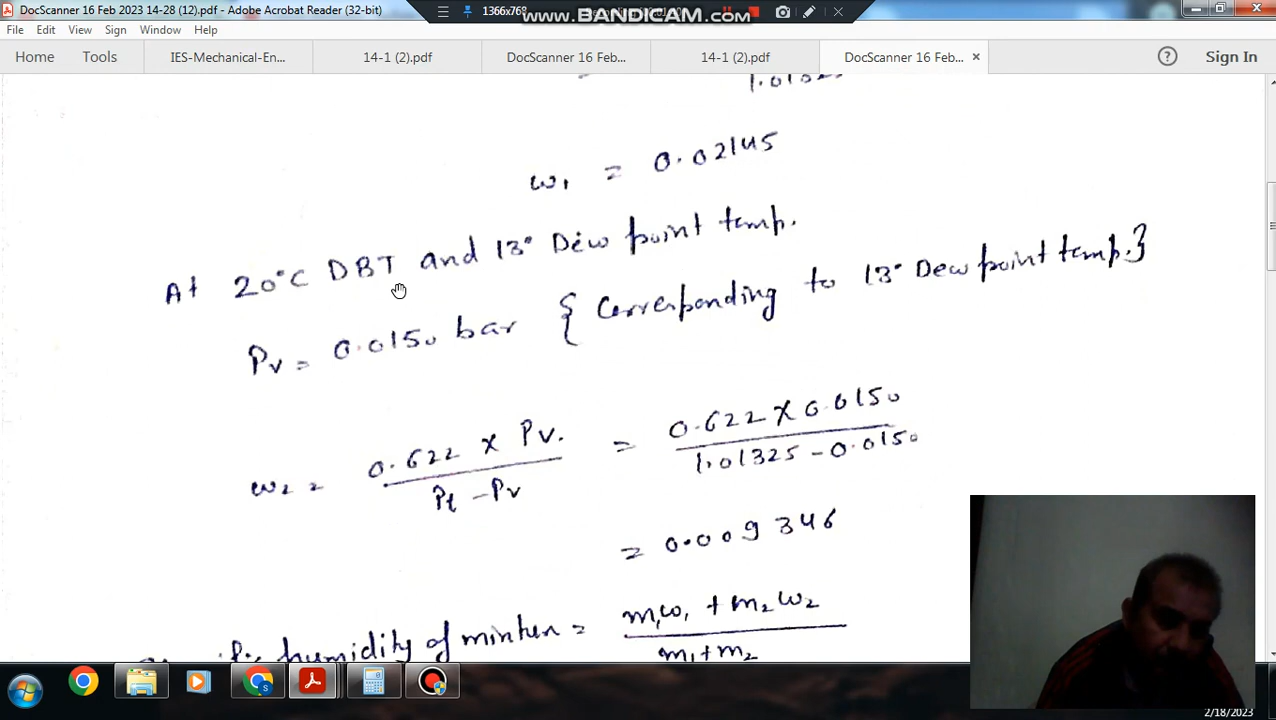 DocScanner 16 Feb 2023 14-28 (12).pdf - Adobe Acrobat Reader (32-bit)
1366x768
www.BANDICAM.com
File Edit View Sign Window Help
Home Tools IES-Mechanical-En... 14-1 (2).pdf DocScanner 16 Feb... 14-1 (2).pdf DocScanner 16 Feb... × Sign In
ω₁ = 0.02145
At 20°C DBT and 13° Dew point temp.
Pv = 0.0150 bar { Corresponding to 13° Dew point temp.}
ω₂ = 0.622 × Pv. / Pt - Pv = 0.622 × 0.0150 / 1.01325 - 0.0150
= 0.009346
humidity of = m₁ω₁ + m₂ω₂ / m₁+m₂
2/18/2023